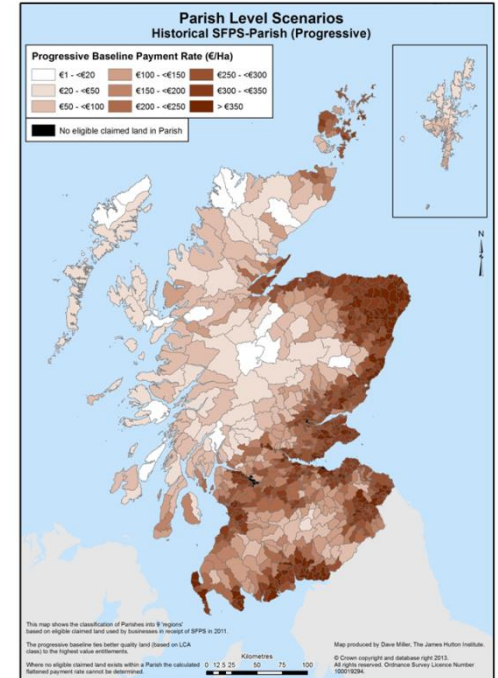 Parish Level Scenarios
Historical SFPS-Parish (Progressive)
Progressive Baseline Payment Rate (€/Ha)
€1 - <€20
€100 - <€150
€250 - <€300
€20 - <€50
€150 - <€200
€300 - <€350
€50 - <€100
€200 - <€250
> €350
No eligible claimed land in Parish
N
This map shows the classification of Parishes into 9 'regions'
based on eligible claimed land used by businesses in receipt of SFPS in 2011.
The progressive baseline ties better quality land (based on LCA
class) to the highest value entitlements.
Where no eligible claimed land exists within a Parish the calculated
flattened payment rate cannot be determined.
Kilometres
0 12.5 25 50 75 100
Map produced by Dave Miller, The James Hutton Institute.
© Crown copyright and database right 2013.
All rights reserved. Ordnance Survey Licence Number
100019294.